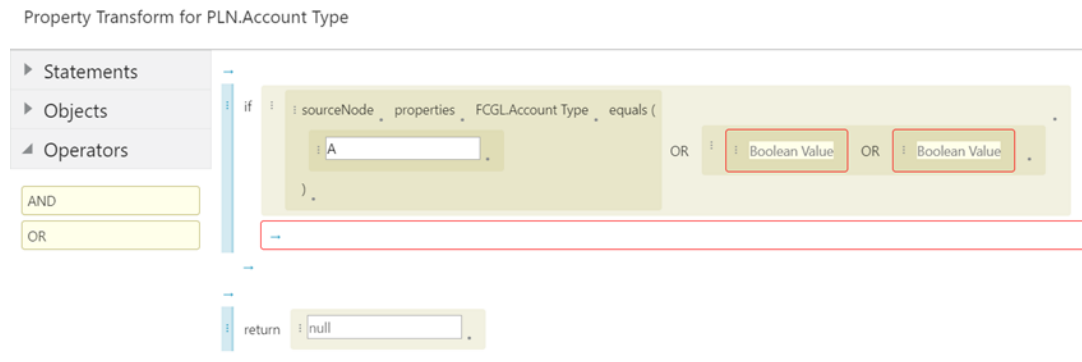 Property Transform for PLN.Account Type
Statements
Objects
Operators
AND
OR
if sourceNode . properties . FCGL.Account Type . equals (
A
) .
OR Boolean Value OR Boolean Value
return null